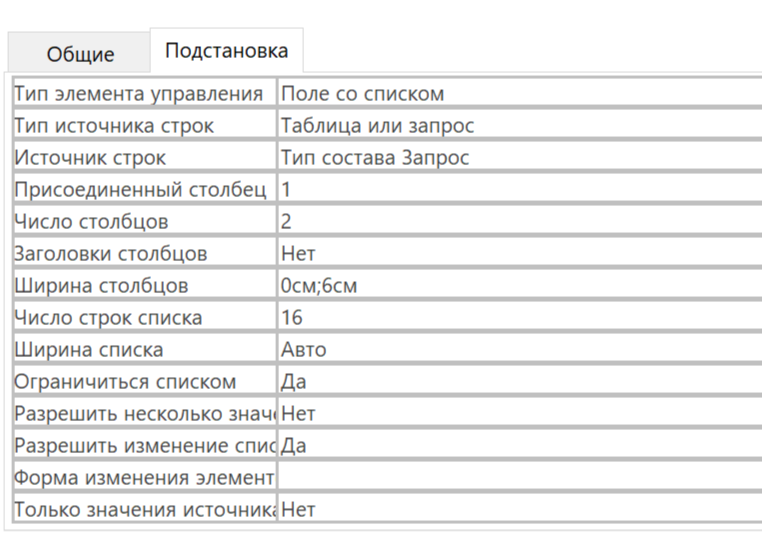 Общие Подстановка
Тип элемента управления Поле со списком
Тип источника строк Таблица или запрос
Источник строк Тип состава Запрос
Присоединенный столбец 1
Число столбцов 2
Заголовки столбцов Нет
Ширина столбцов 0см;6см
Число строк списка 16
Ширина списка Авто
Ограничиться списком Да
Разрешить несколько знач Нет
Разрешить изменение спис Да
Форма изменения элемент
Только значения источника Нет